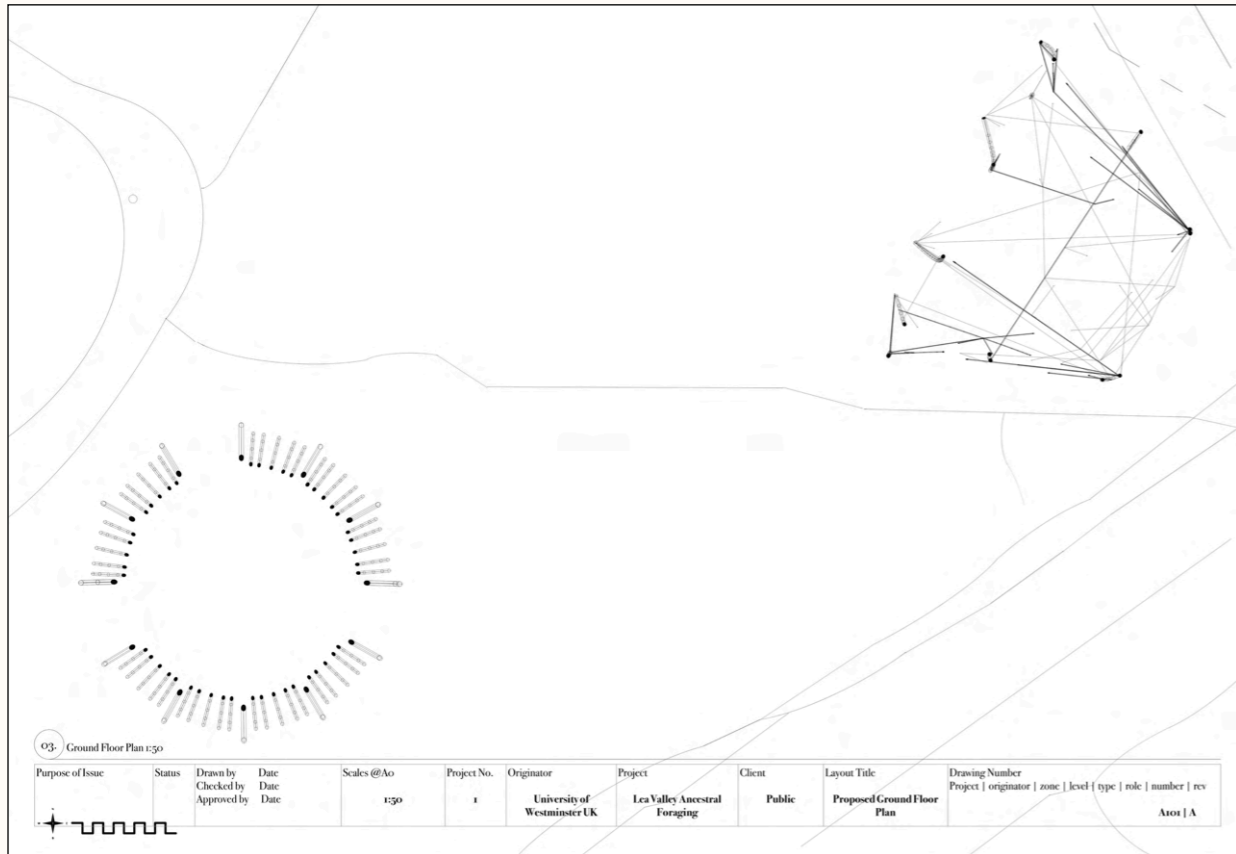 03. Ground Floor Plan 1:50
Purpose of Issue
Status
Drawn by Date
Checked by Date
Approved by Date
Scales @A0
1:50
Project No.
1
Originator
University of
Westminster UK
Project
Lea Valley Ancestral
Foraging
Client
Public
Layout Title
Proposed Ground Floor
Plan
Drawing Number
Project | originator | zone | level | type | role | number | rev
A101 | A